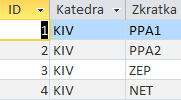 ID Katedra Zkratka
1 KIV PPA1
2 KIV PPA2
3 KIV ZEP
4 KIV NET